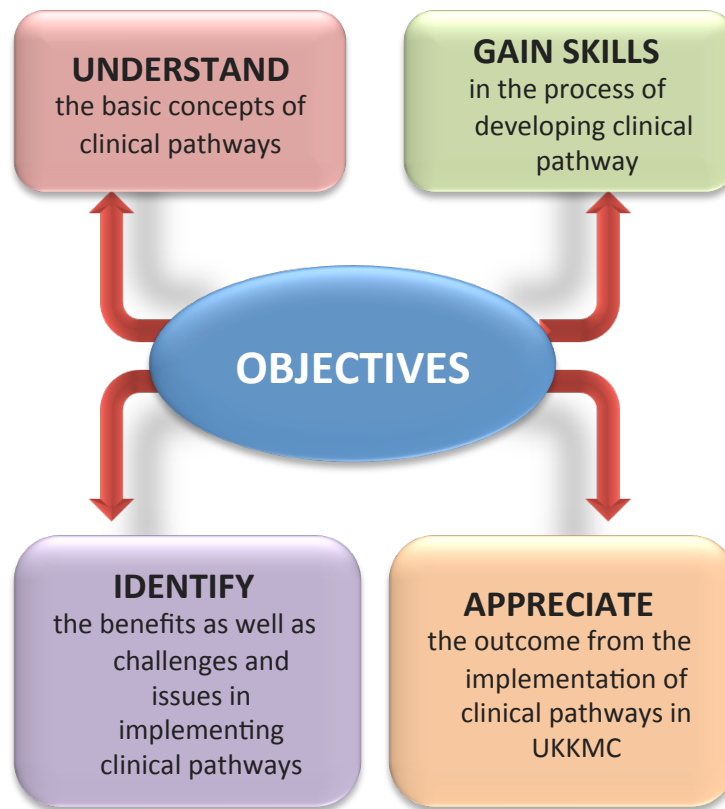 UNDERSTAND
the basic concepts of
clinical pathways
GAIN SKILLS
in the process of
developing clinical
pathway
OBJECTIVES
IDENTIFY
the benefits as well as
challenges and
issues in
implementing
clinical pathways
APPRECIATE
the outcome from the
implementation of
clinical pathways in
UKKMC